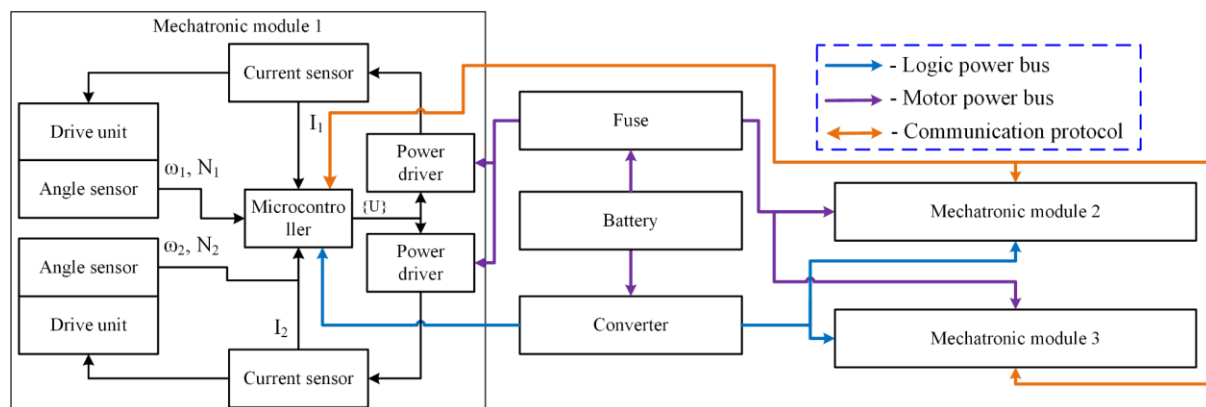 Mechatronic module 1
Current sensor
Drive unit
Angle sensor
I₁
ω₁, N₁
Power
driver
Microcontro
ller
{U}
ω₂, N₂
Angle sensor
Drive unit
Power
driver
I₂
Current sensor
Fuse
Battery
Converter
- Logic power bus
- Motor power bus
- Communication protocol
Mechatronic module 2
Mechatronic module 3